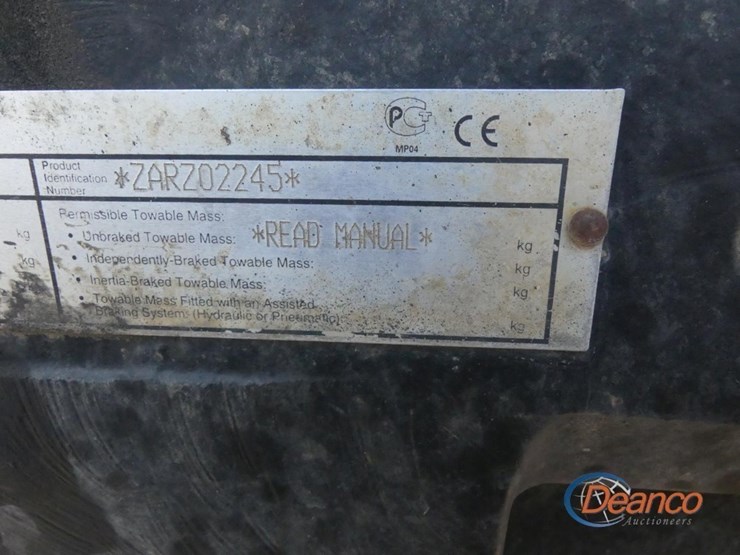 PCT CE
MP04
Product
Identification
Number
*ZARZ02245*
Permissible Towable Mass:
kg • Unbraked Towable Mass: *READ MANUAL* kg
kg • Independently-Braked Towable Mass: kg
• Inertia-Braked Towable Mass: kg
• Towable Mass Fitted with an Assisted
Braking System: (Hydraulic or Pneumatic): kg
Deanco
Auctioneers